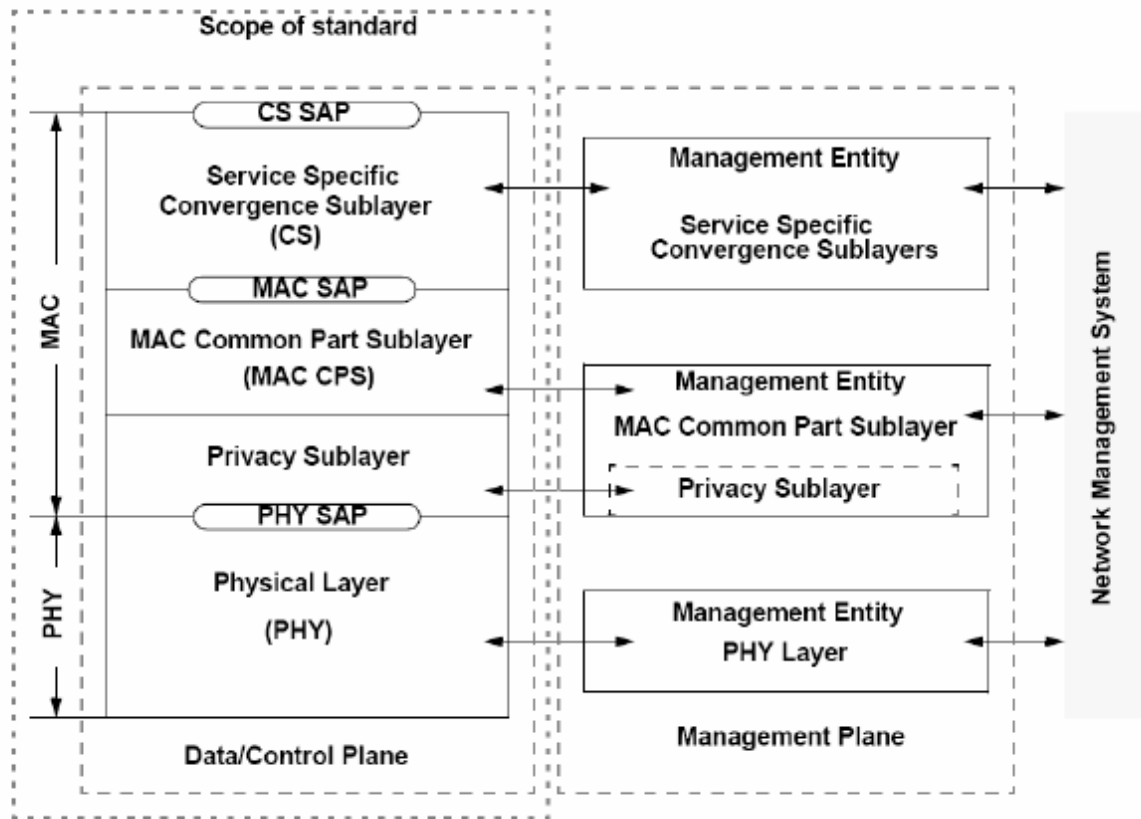 Scope of standard
CS SAP
Service Specific
Convergence Sublayer
(CS)
MAC SAP
MAC Common Part Sublayer
(MAC CPS)
Privacy Sublayer
PHY SAP
Physical Layer
(PHY)
Data/Control Plane
MAC
PHY
Management Entity
Service Specific
Convergence Sublayers
Management Entity
MAC Common Part Sublayer
Privacy Sublayer
Management Entity
PHY Layer
Management Plane
Network Management System